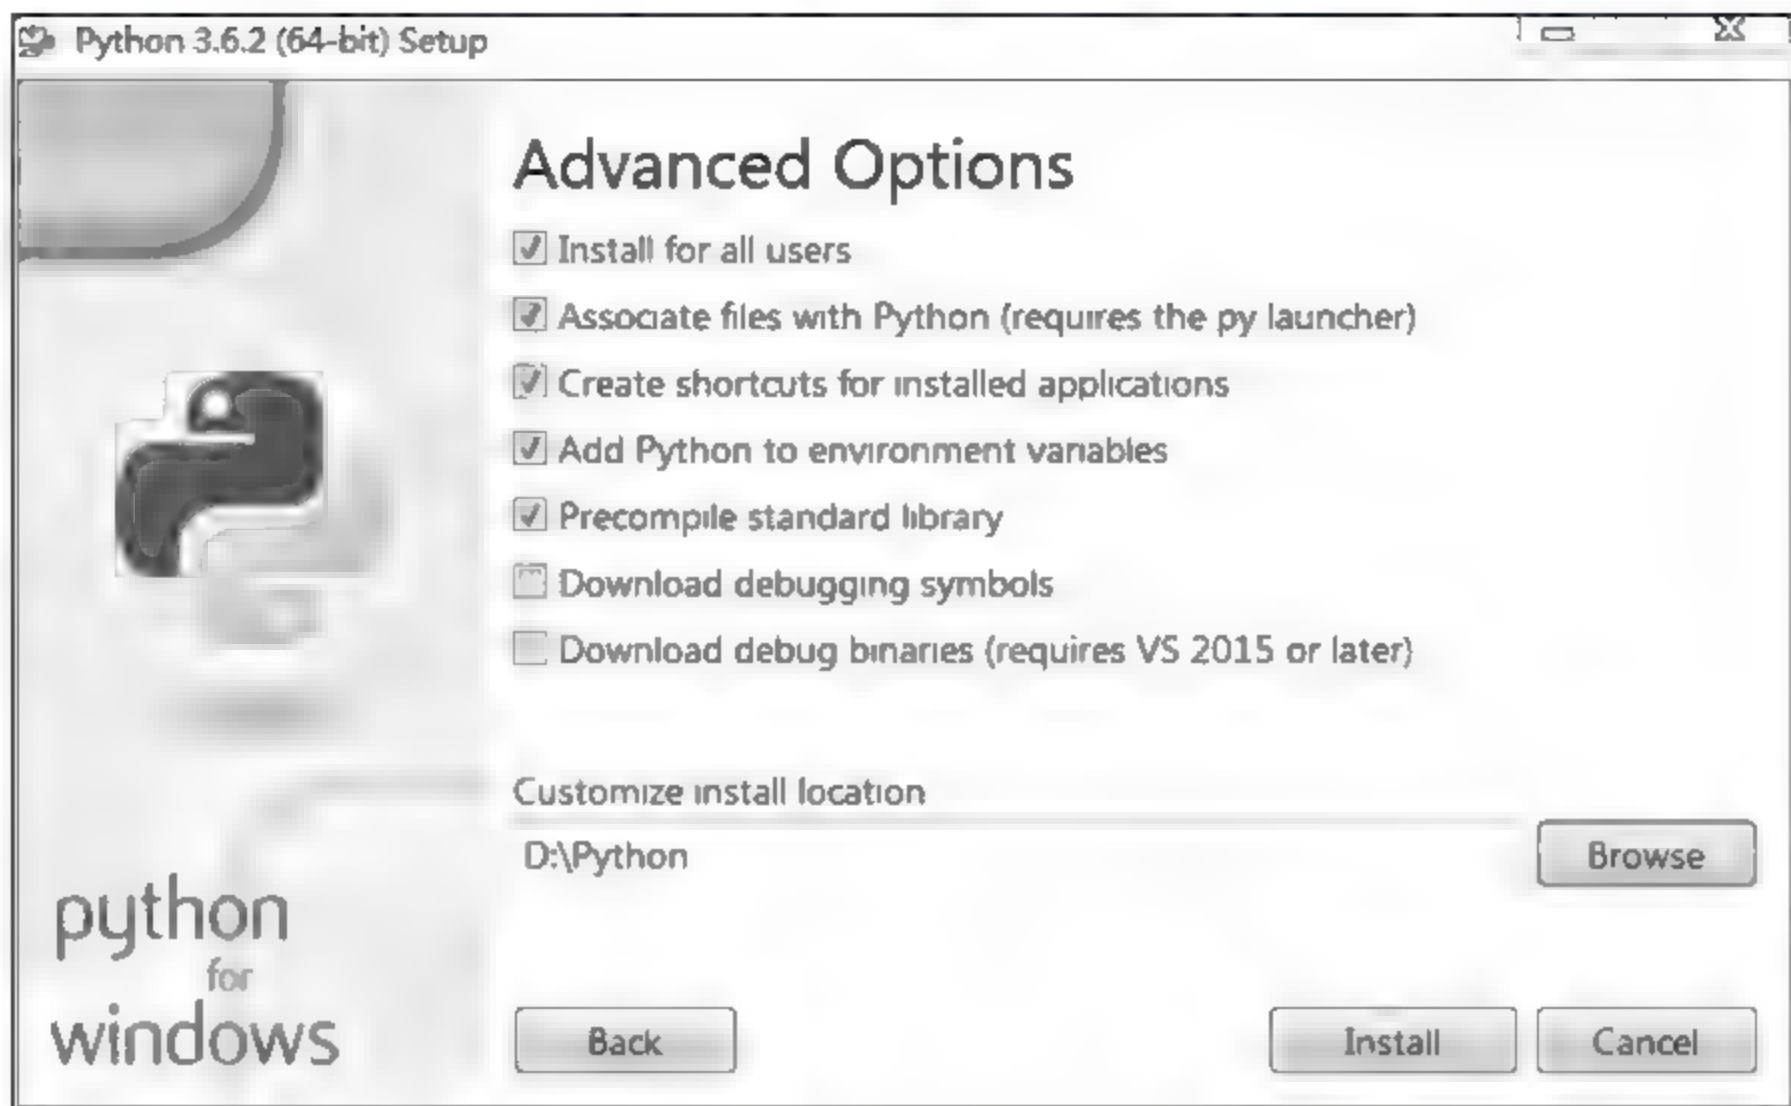 Python 3.6.2 (64-bit) Setup
Advanced Options
Install for all users
Associate files with Python (requires the py launcher)
Create shortcuts for installed applications
Add Python to environment variables
Precompile standard library
Download debugging symbols
Download debug binaries (requires VS 2015 or later)
Customize install location
D:\Python
Browse
python
for
windows
Back
Install
Cancel